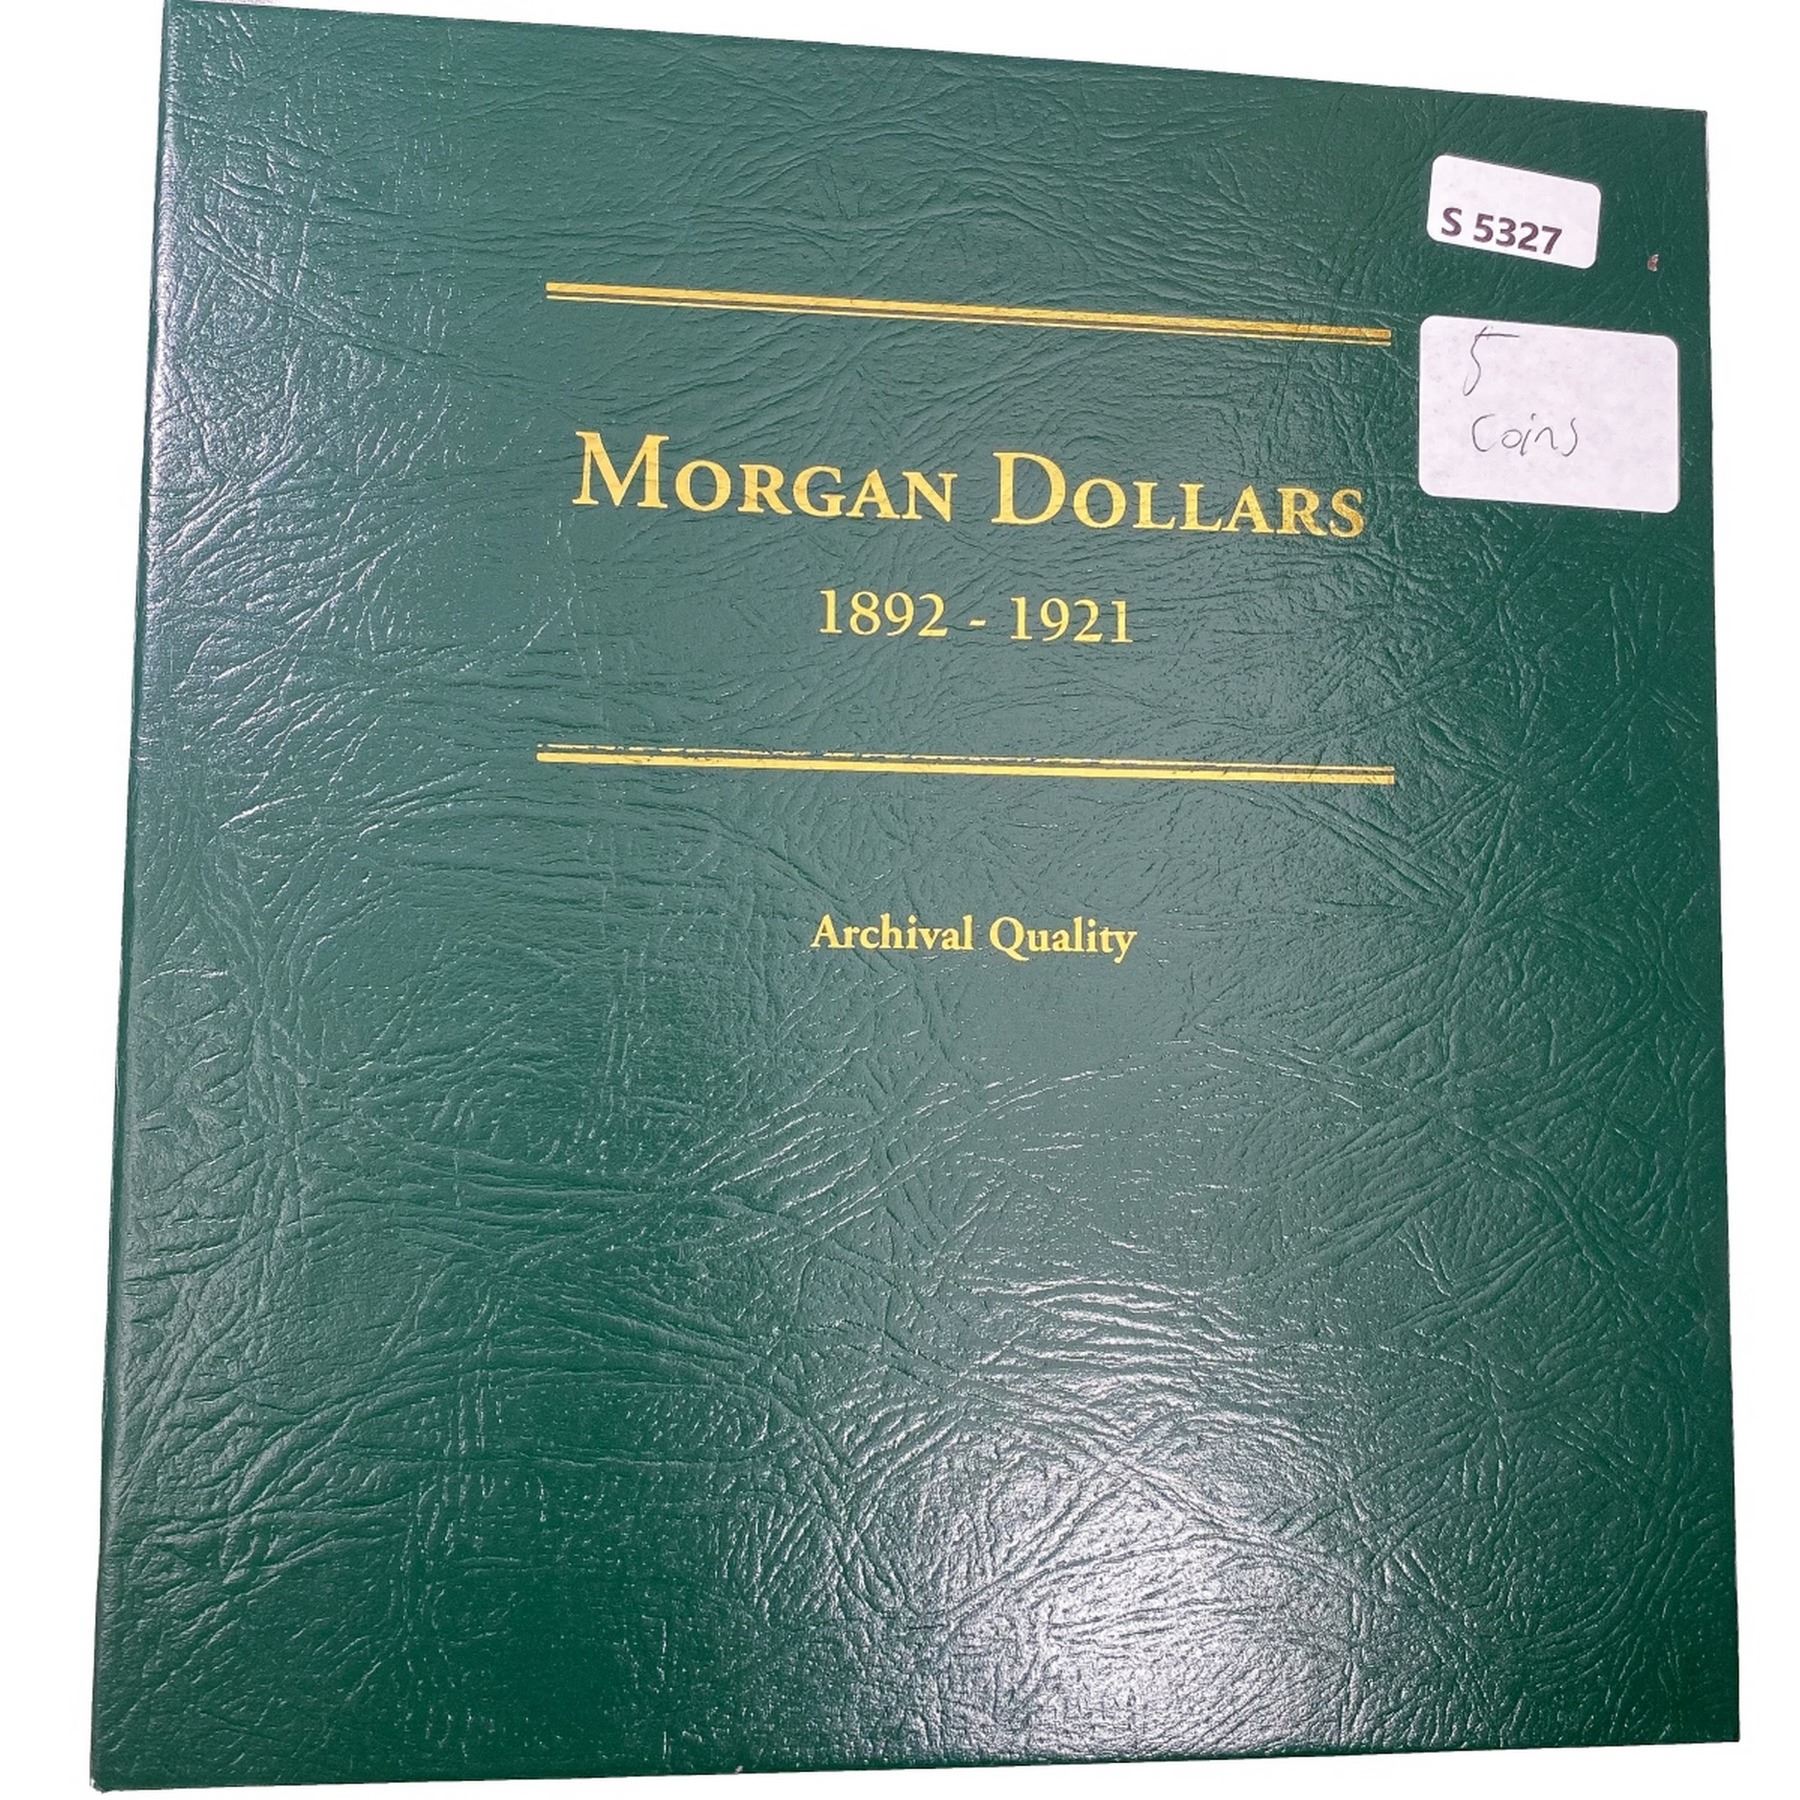 S 5327
5
Coins
MORGAN DOLLARS
1892 - 1921
Archival Quality